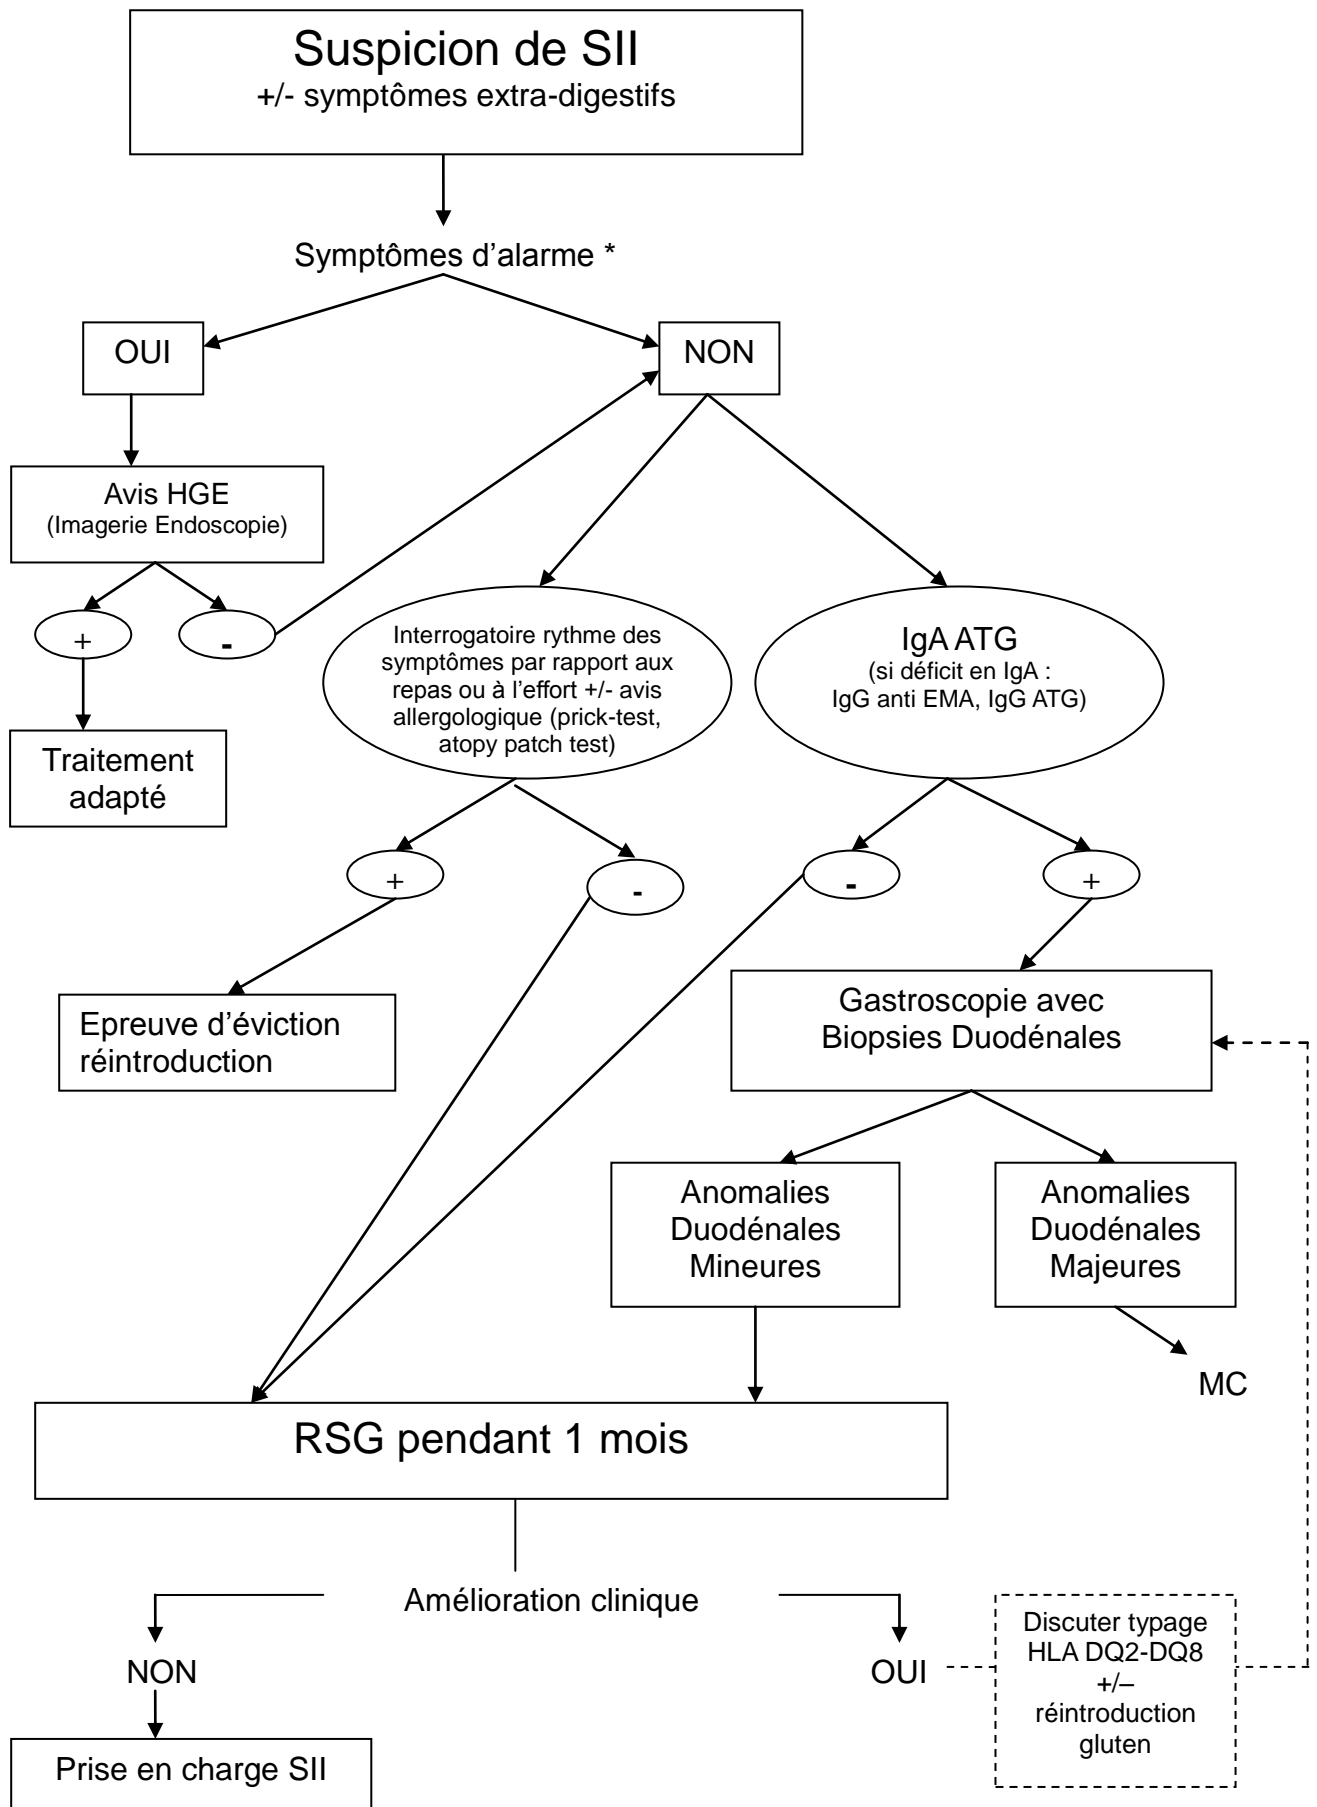 Suspicion de SII
+/- symptômes extra-digestifs
Symptômes d’alarme *
OUI
NON
Avis HGE
(Imagerie Endoscopie)
+
-
Traitement
adapté
Interrogatoire rythme des
symptômes par rapport aux
repas ou à l’effort +/- avis
allergologique (prick-test,
atopy patch test)
IgA ATG
(si déficit en IgA :
IgG anti EMA, IgG ATG)
+
-
-
+
Epreuve d’éviction
réintroduction
Gastroscopie avec
Biopsies Duodénales
Anomalies
Duodénales
Mineures
Anomalies
Duodénales
Majeures
MC
RSG pendant 1 mois
Amélioration clinique
NON
OUI
Discuter typage
HLA DQ2-DQ8
+/–
réintroduction
gluten
Prise en charge SII